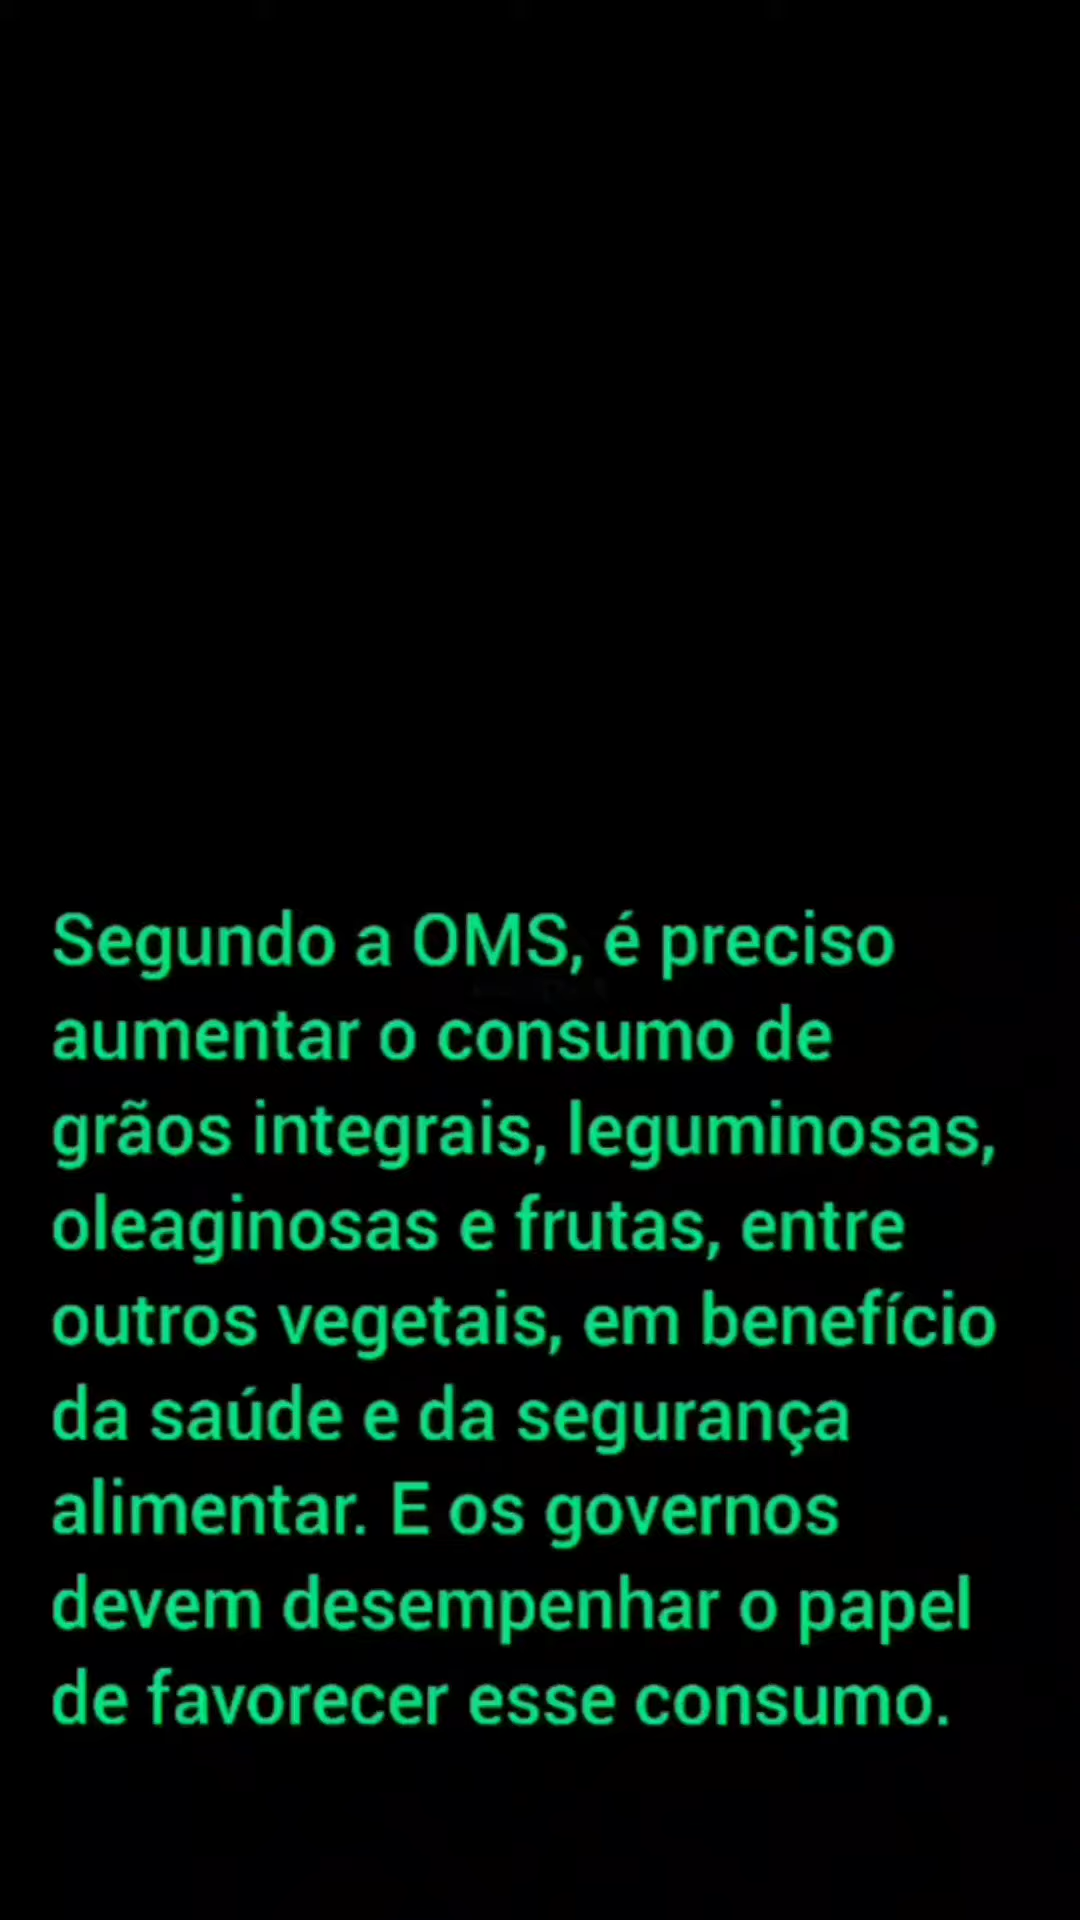 Segundo a OMS, é preciso
aumentar o consumo de
grãos integrais, leguminosas,
oleaginosas e frutas, entre
outros vegetais, em benefício
da saúde e da segurança
alimentar. E os governos
devem desempenhar o papel
de favorecer esse consumo.